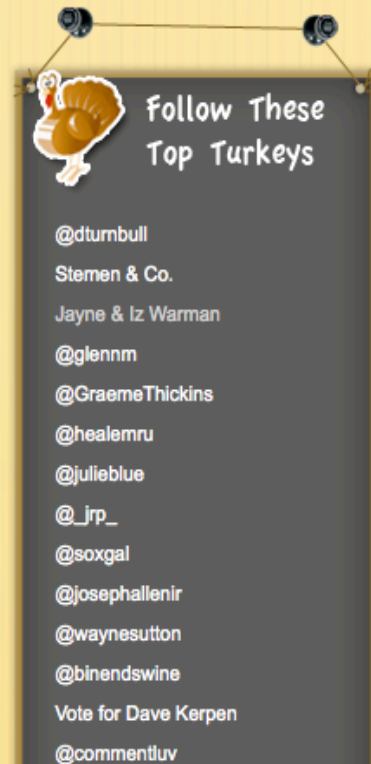 Follow These
Top Turkeys
@dturnbull
Stemen & Co.
Jayne & Iz Warman
@glennm
@GraemeThickins
@healemru
@julieblue
@_jrp_
@soxgal
@josephallenir
@waynesutton
@binendswine
Vote for Dave Kerpen
@commentluv